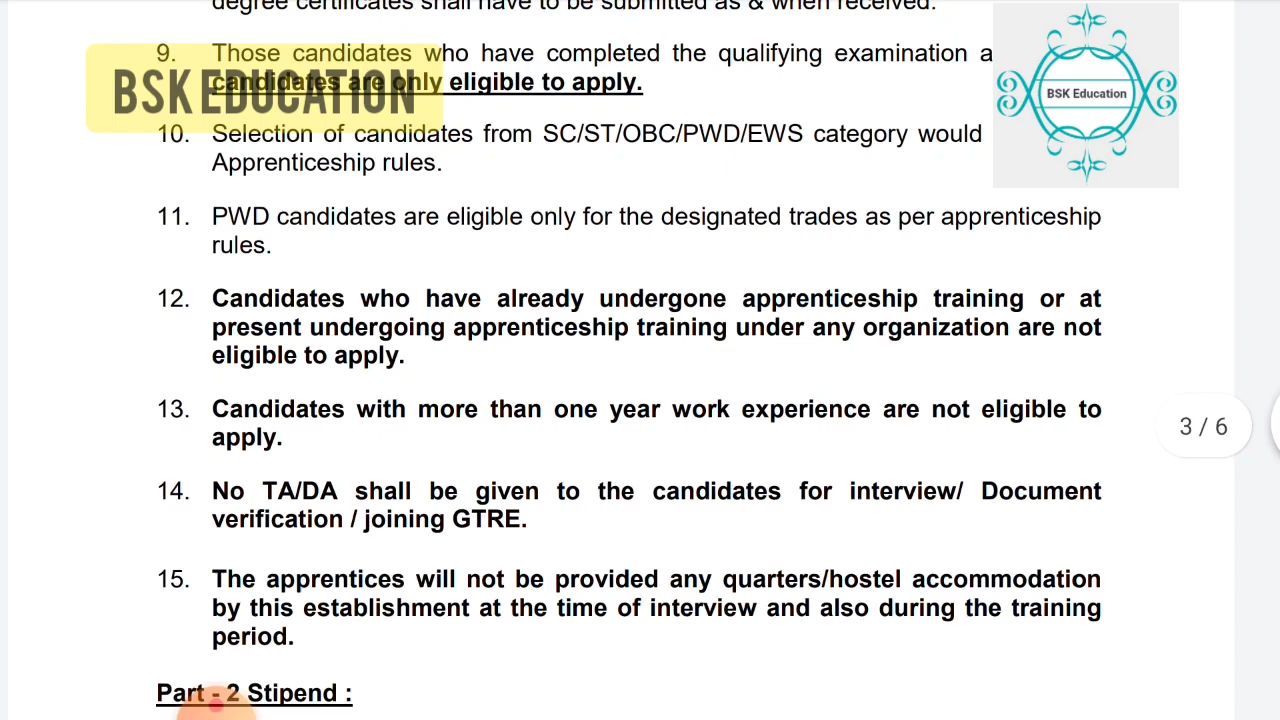 degree certificates shall have to be submitted as & when received.
9. Those candidates who have completed the qualifying examination a
candidates are only eligible to apply.
BSK EDUCATION
BSK Education
10. Selection of candidates from SC/ST/OBC/PWD/EWS category would
Apprenticeship rules.
11. PWD candidates are eligible only for the designated trades as per apprenticeship
rules.
12. Candidates who have already undergone apprenticeship training or at
present undergoing apprenticeship training under any organization are not
eligible to apply.
13. Candidates with more than one year work experience are not eligible to
apply.
3 / 6
14. No TA/DA shall be given to the candidates for interview/ Document
verification / joining GTRE.
15. The apprentices will not be provided any quarters/hostel accommodation
by this establishment at the time of interview and also during the training
period.
Part - 2 Stipend :